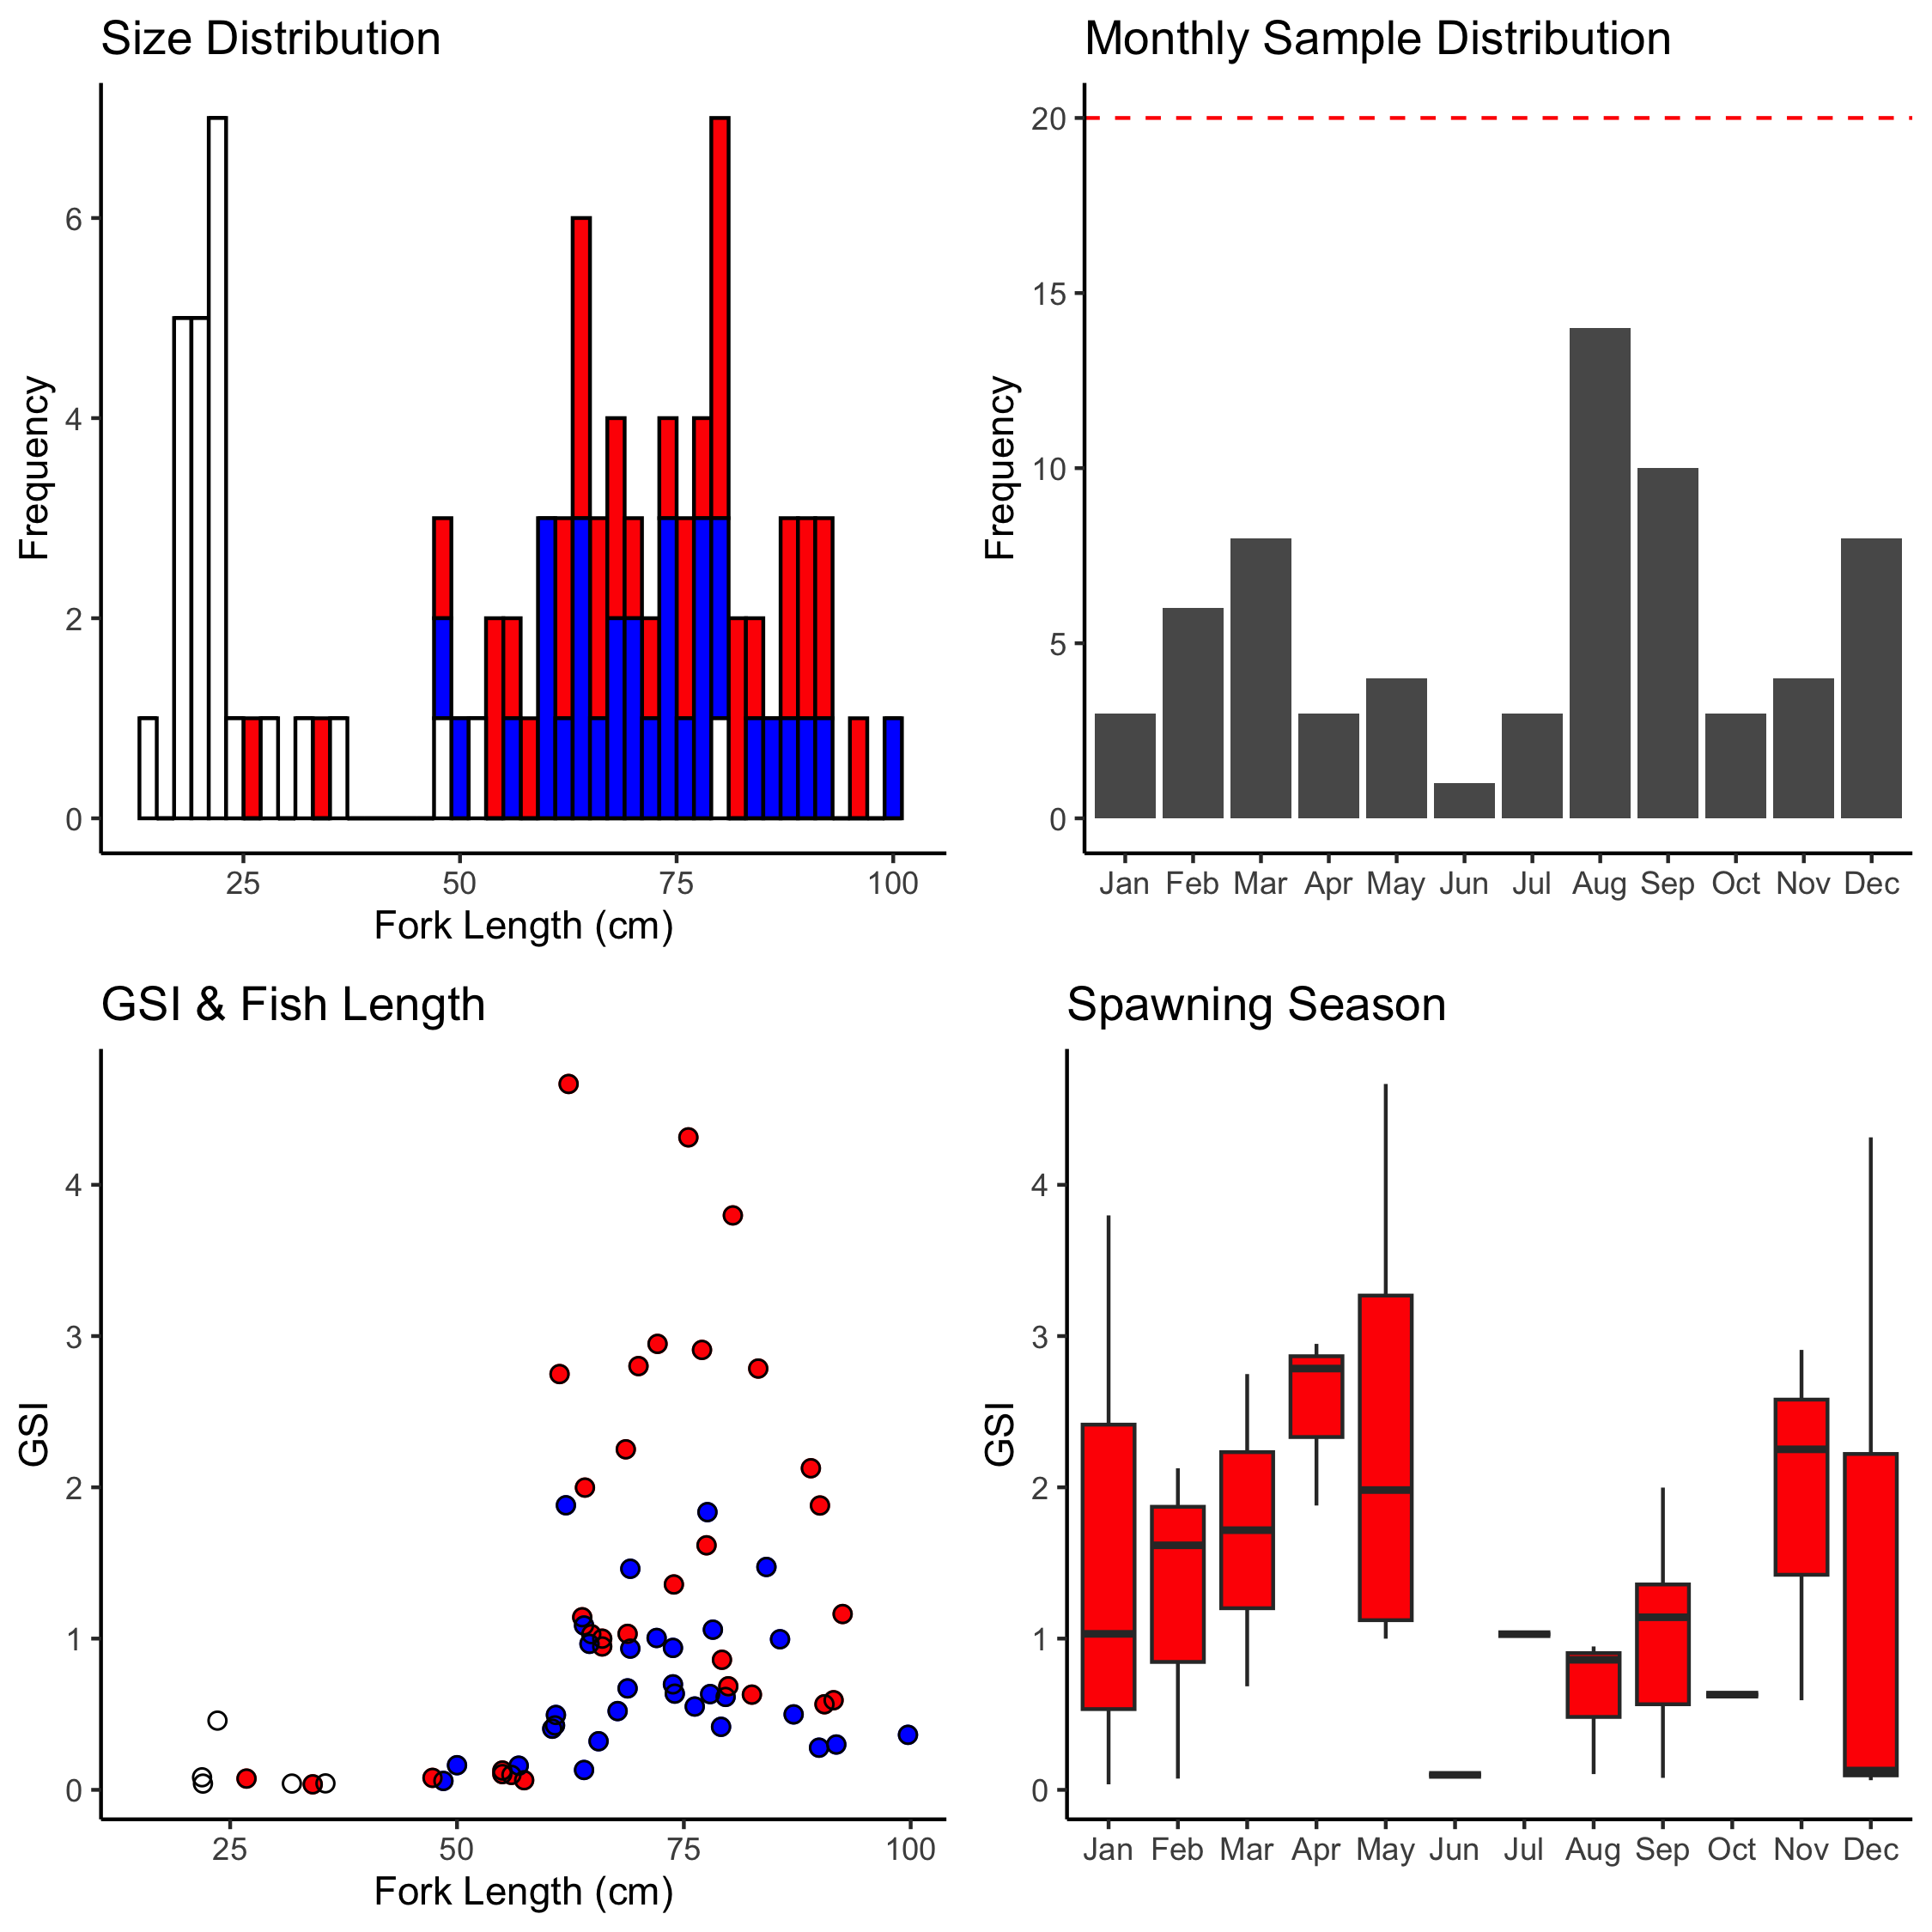 Size Distribution
Frequency
6
4
2
0
25 50 75 100
Fork Length (cm)
Monthly Sample Distribution
Frequency
20
15
10
5
0
Jan Feb Mar Apr May Jun Jul Aug Sep Oct Nov Dec
GSI & Fish Length
GSI
4
3
2
1
0
25 50 75 100
Fork Length (cm)
Spawning Season
GSI
4
3
2
1
0
Jan Feb Mar Apr May Jun Jul Aug Sep Oct Nov Dec